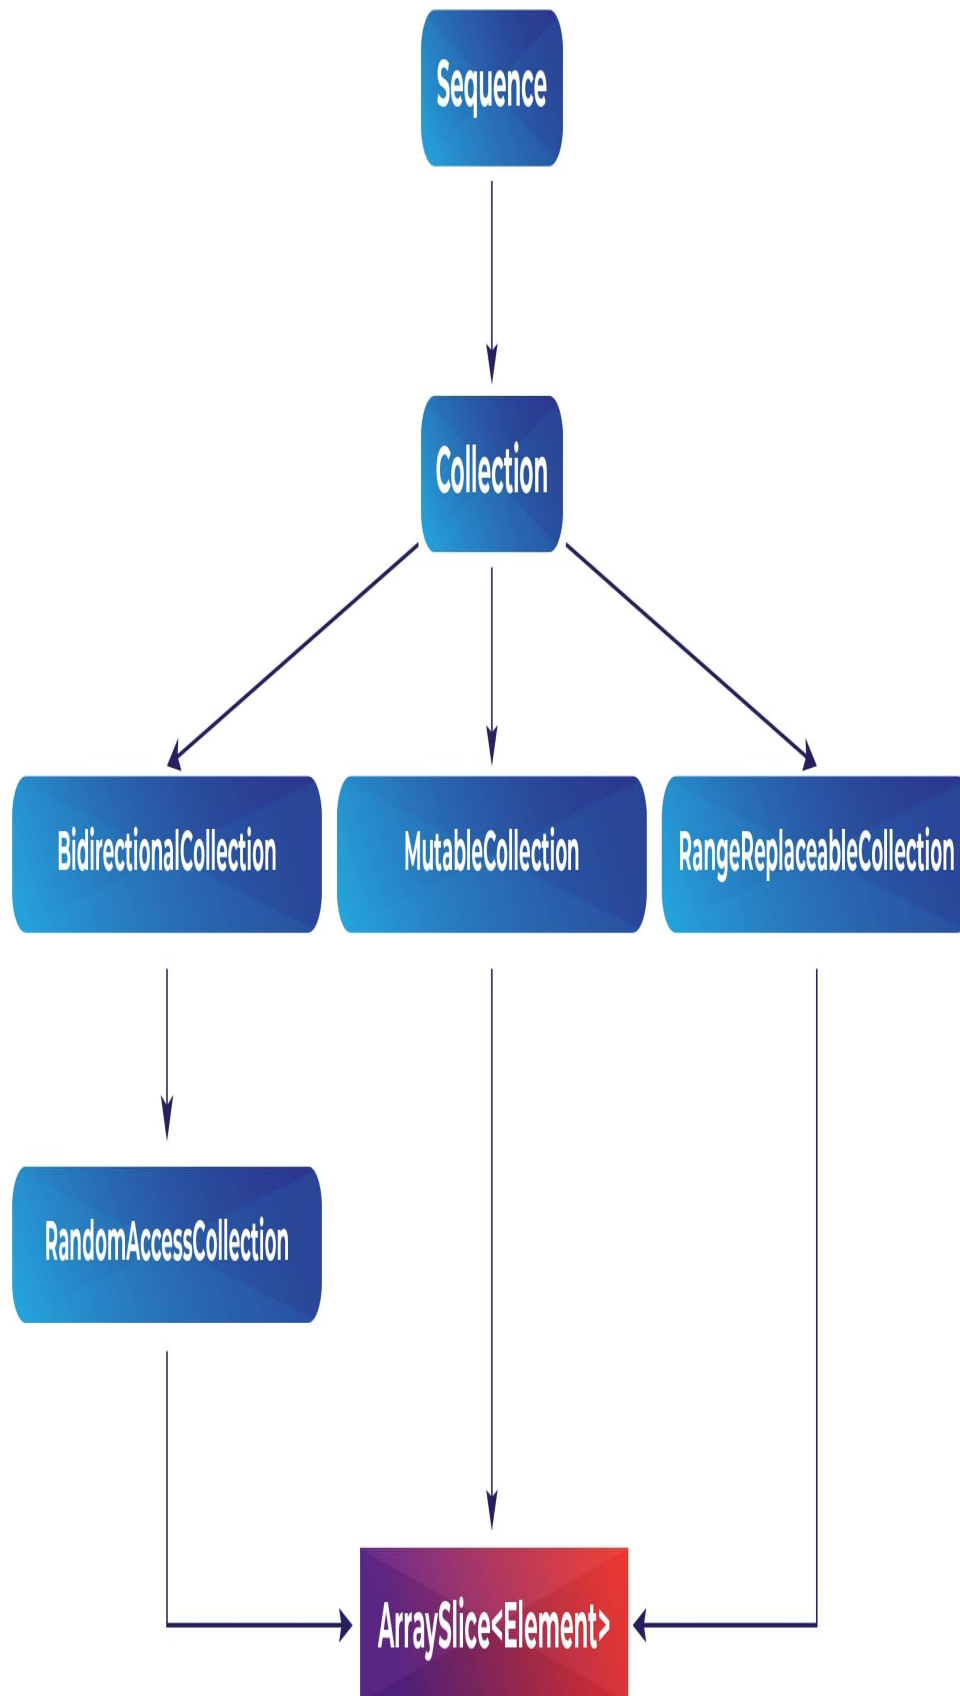 Sequence
Collection
BidirectionalCollection
MutableCollection
RangeReplaceableCollection
RandomAccessCollection
ArraySlice<Element>